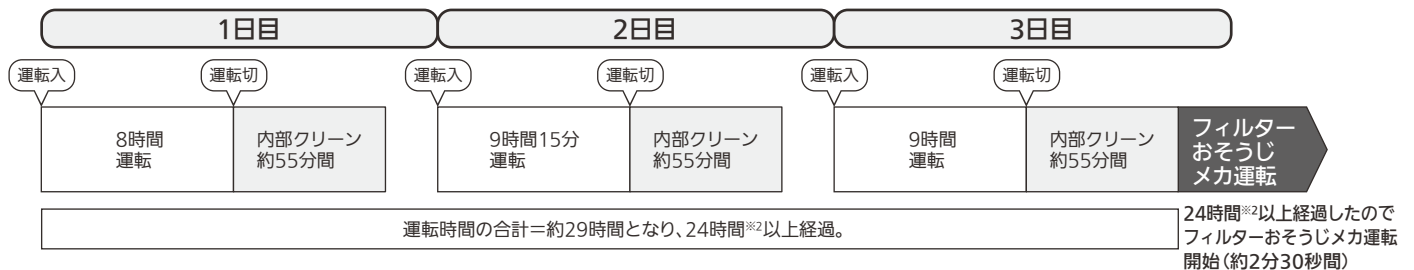 1日目
2日目
3日目
運転入
運転切
運転入
運転切
運転入
運転切
8時間
運転
内部クリーン
約55分間
9時間15分
運転
内部クリーン
約55分間
9時間
運転
内部クリーン
約55分間
フィルター
おそうじ
メカ運転
運転時間の合計＝約29時間となり、24時間※2以上経過。
24時間※2以上経過したので
フィルターおそうじメカ運転
開始（約2分30秒間）